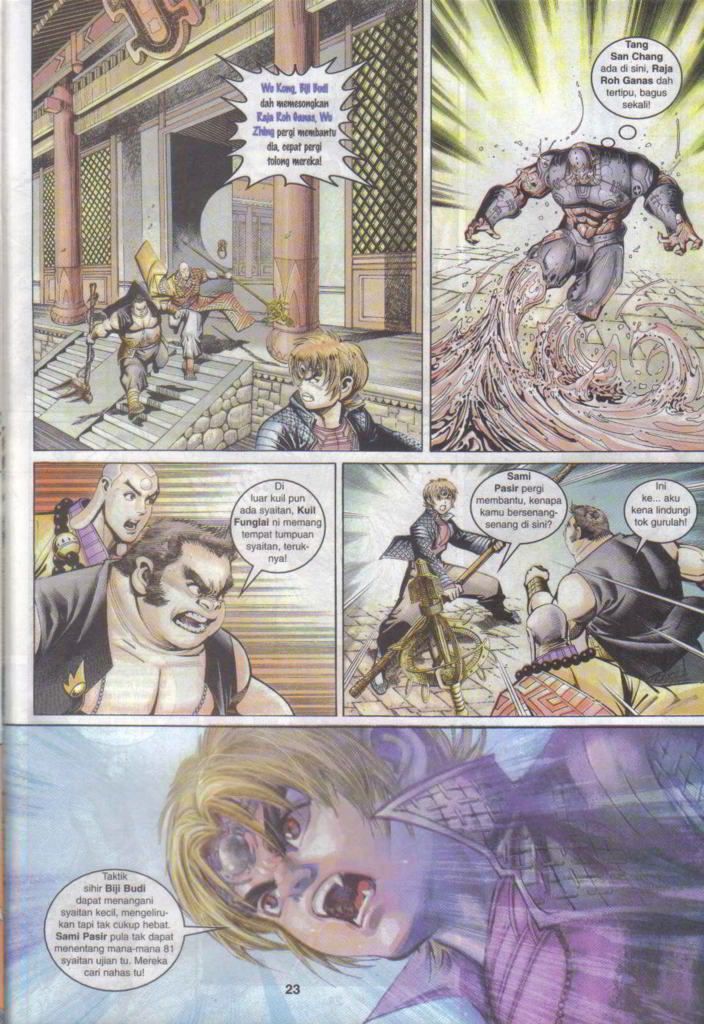 Wu Kong, Biji Budi
dah memesongkan
Raja Roh Ganas, Wu
Zhing pergi membantu
dia, cepat pergi
tolong mereka!
Tang
San Chang
ada di sini, Raja
Roh Ganas dah
tertipu, bagus
sekali!
Di
luar kuil pun
ada syaitan, Kuil
Funglai ni memang
tempat tumpuan
syaitan, teruk-
nya!
Sami
Pasir pergi
membantu, kenapa
kamu bersenang-
senang di sini?
Ini
ke... aku
kena lindungi
tok gurulah!
Taktik
sihir Biji Budi
dapat menangani
syaitan kecil, mengeliru-
kan tapi tak cukup hebat.
Sami Pasir pula tak dapat
menentang mana-mana 81
syaitan ujian tu. Mereka
cari nahas tu!
23